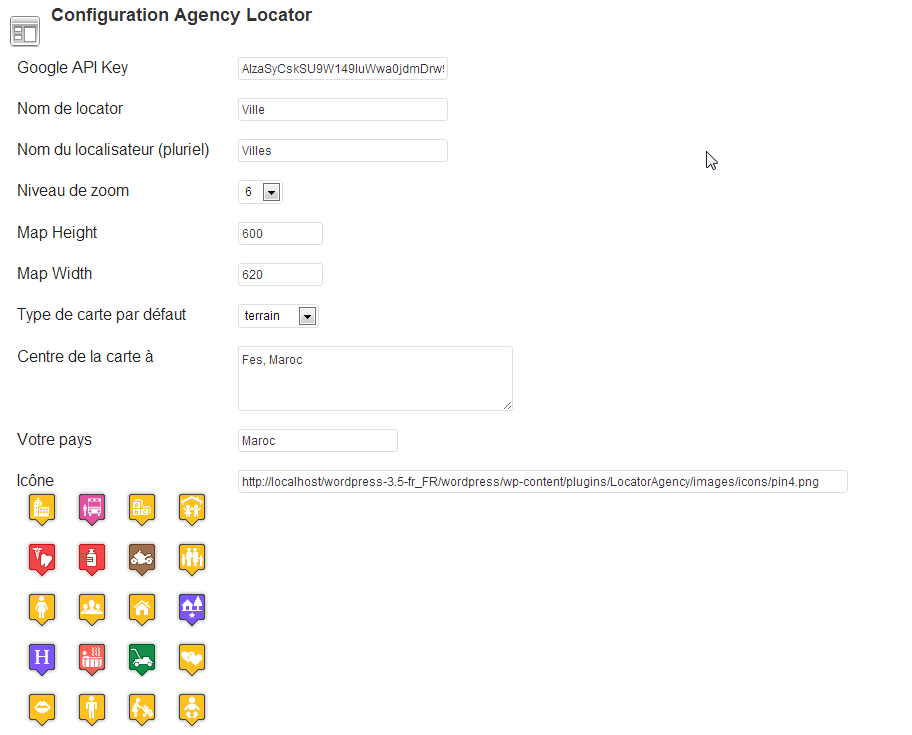 Configuration Agency Locator
Google API Key
Nom de locator Ville
Nom du localisateur (pluriel) Villes
Niveau de zoom 6
Map Height 600
Map Width 620
Type de carte par défaut terrain
Centre de la carte à Fes, Maroc
Votre pays Maroc
Icône http://localhost/wordpress-3.5-fr_FR/wordpress/wp-content/plugins/LocatorAgency/images/icons/pin4.png
H